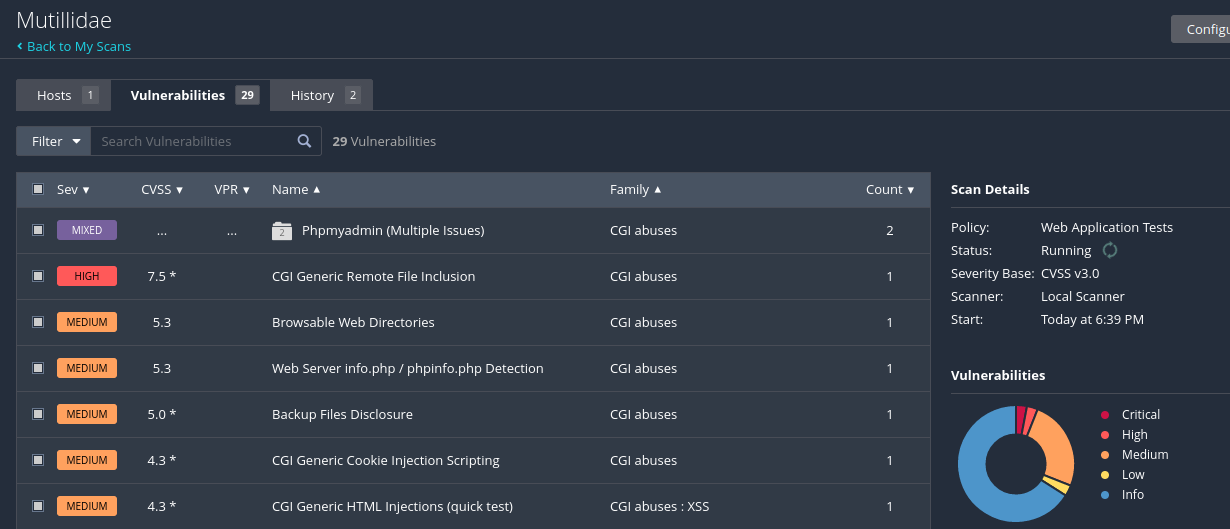 Mutillidae
Back to My Scans
Configu
Hosts 1 Vulnerabilities 29 History 2
Filter Search Vulnerabilities 29 Vulnerabilities
Sev CVSS VPR Name Family Count
MIXED ... ... 2 Phpmyadmin (Multiple Issues) CGI abuses 2
HIGH 7.5 * CGI Generic Remote File Inclusion CGI abuses 1
MEDIUM 5.3 Browsable Web Directories CGI abuses 1
MEDIUM 5.3 Web Server info.php / phpinfo.php Detection CGI abuses 1
MEDIUM 5.0 * Backup Files Disclosure CGI abuses 1
MEDIUM 4.3 * CGI Generic Cookie Injection Scripting CGI abuses 1
MEDIUM 4.3 * CGI Generic HTML Injections (quick test) CGI abuses : XSS 1
Scan Details
Policy: Web Application Tests
Status: Running
Severity Base: CVSS v3.0
Scanner: Local Scanner
Start: Today at 6:39 PM
Vulnerabilities
Critical
High
Medium
Low
Info